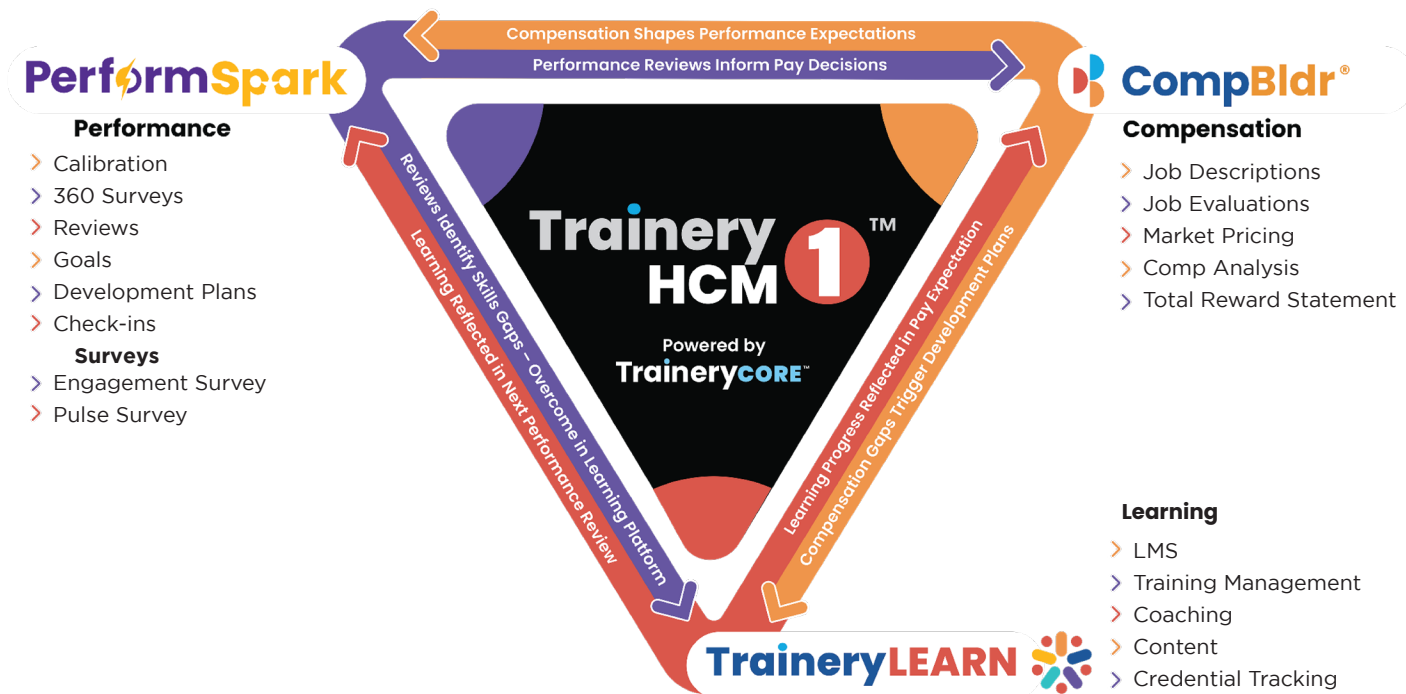 Compensation Shapes Performance Expectations
Performance Reviews Inform Pay Decisions
PerformSpark
Performance
Calibration
360 Surveys
Reviews
Goals
Development Plans
Check-ins
Surveys
Engagement Survey
Pulse Survey
Reviews Identify Skills Gaps – Overcome in Learning Platform
Learning Reflected in Next Performance Review
Trainery
HCM 1 ™
Powered by
TraineryCORE™
Learning Progress Reflected in Pay Expectation
Compensation Gaps Trigger Development Plans
CompBldr®
Compensation
Job Descriptions
Job Evaluations
Market Pricing
Comp Analysis
Total Reward Statement
Learning
LMS
Training Management
Coaching
Content
Credential Tracking
TraineryLEARN